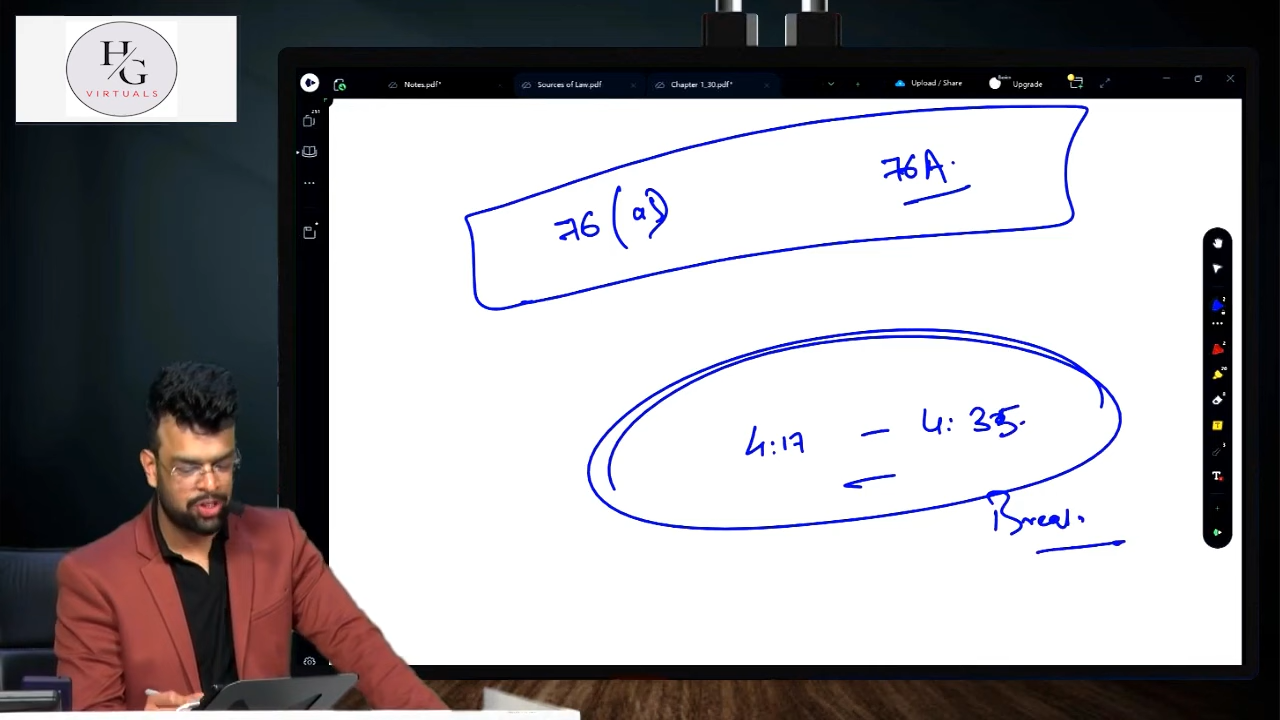 H/G
VIRTUALS
Notes.pdf*
Sources of Law.pdf
Chapter 1_30.pdf*
Upload / Share
Basics
Upgrade
76 (a)
76A.
4:17 - 4:35.
Break.